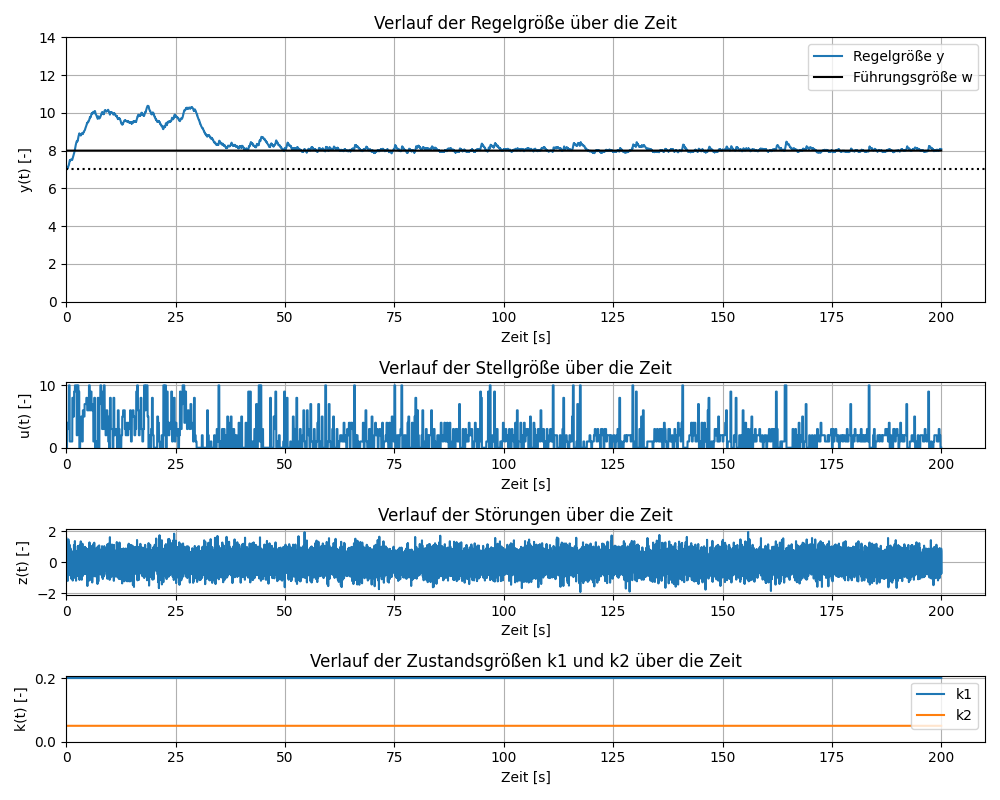 Verlauf der Regelgröße über die Zeit
y(t) [-]
14
12
10
8
6
4
2
0
Regelgröße y
Führungsgröße w
0 25 50 75 100 125 150 175 200
Zeit [s]
Verlauf der Stellgröße über die Zeit
u(t) [-]
10
0
0 25 50 75 100 125 150 175 200
Zeit [s]
Verlauf der Störungen über die Zeit
z(t) [-]
2
0
−2
0 25 50 75 100 125 150 175 200
Zeit [s]
Verlauf der Zustandsgrößen k1 und k2 über die Zeit
k(t) [-]
0.2
0.0
k1
k2
0 25 50 75 100 125 150 175 200
Zeit [s]